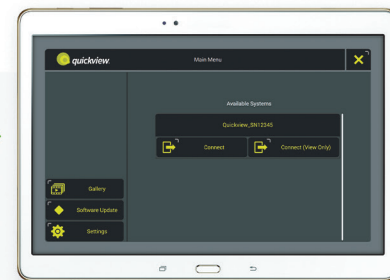 quickview
Main Menu
Available Systems
Quickview_SN12345
Connect
Connect (View Only)
Gallery
Software Update
Settings